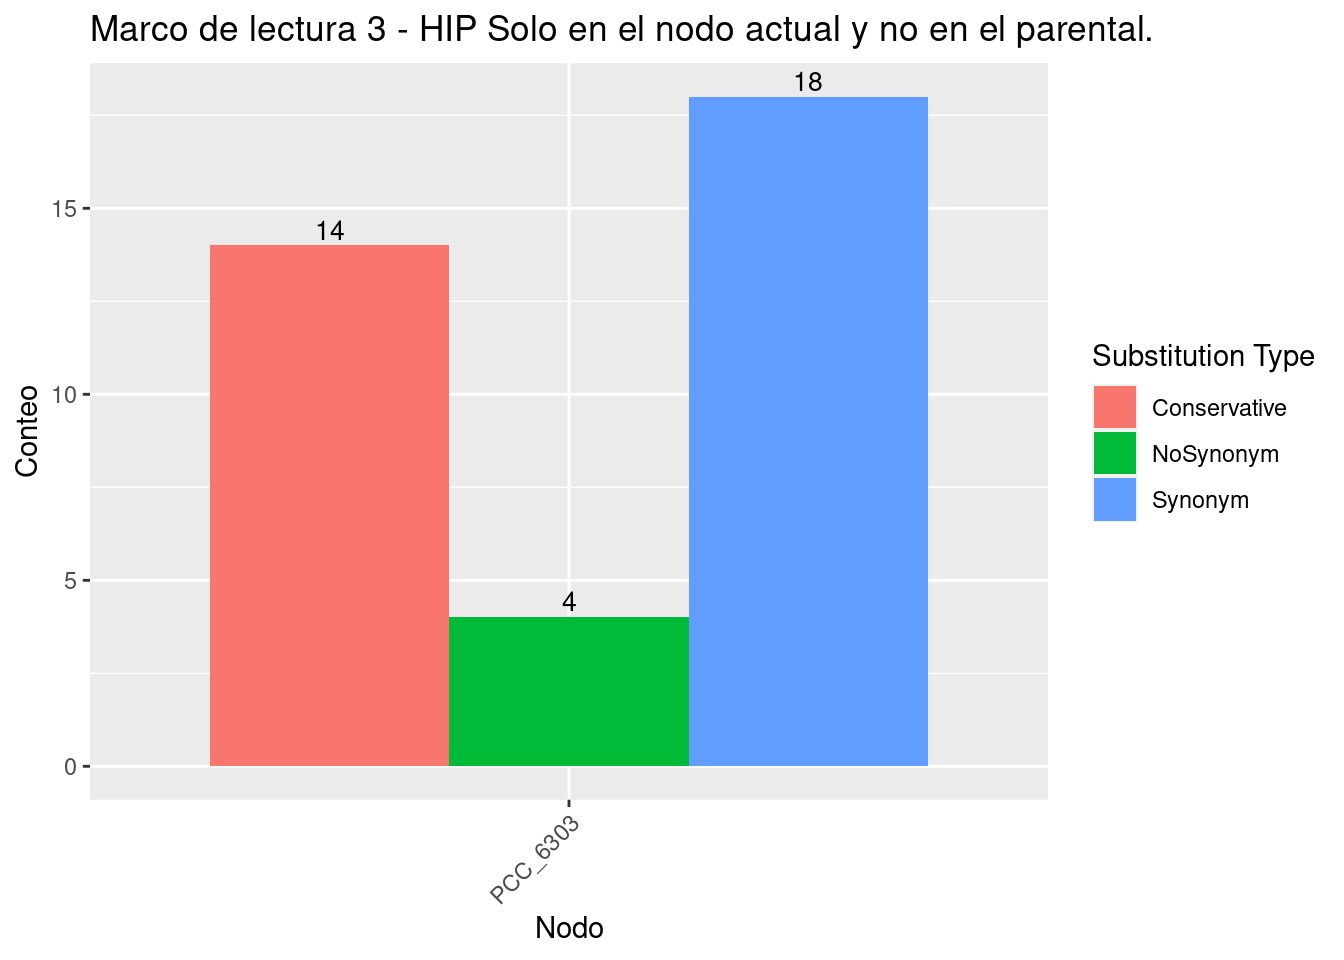 Marco de lectura 3 - HIP Solo en el nodo actual y no en el parental.
18
15
14
10
5
4
0
Conteo
PCC_6303
Nodo
Substitution Type
Conservative
NoSynonym
Synonym